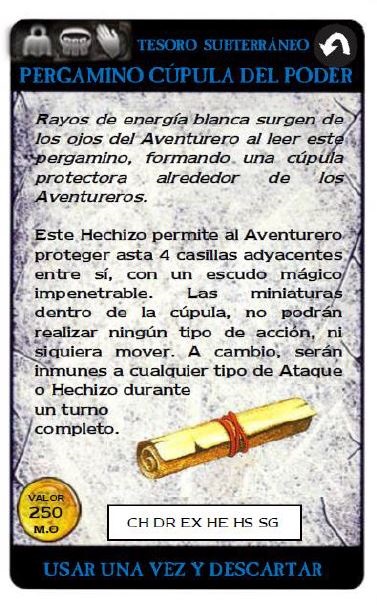 TESORO SUBTERRÁNEO
PERGAMINO CÚPULA DEL PODER
Rayos de energía blanca surgen de
los ojos del Aventurero al leer este
pergamino, formando una cúpula
protectora alrededor de los
Aventureros.
Este Hechizo permite al Aventurero
proteger asta 4 casillas adyacentes
entre sí, con un escudo mágico
impenetrable. Las miniaturas
dentro de la cúpula, no podrán
realizar ningún tipo de acción, ni
siquiera mover. A cambio, serán
inmunes a cualquier tipo de Ataque
o Hechizo durante
un turno
completo.
VALOR
250
M.O
CH DR EX HE HS SG
USAR UNA VEZ Y DESCARTAR